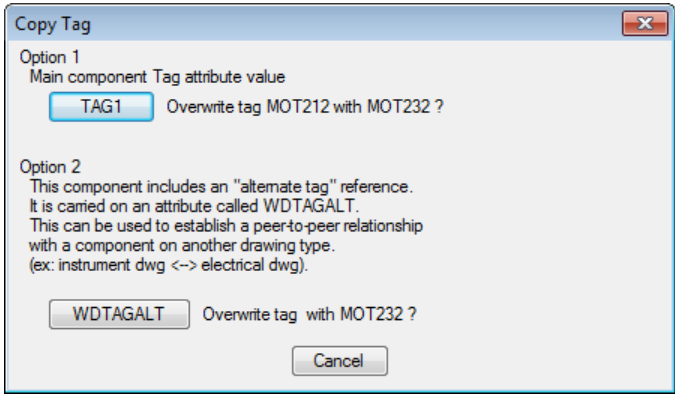 Copy Tag
Option 1
Main component Tag attribute value
TAG1 Overwrite tag MOT212 with MOT232 ?
Option 2
This component includes an "alternate tag" reference.
It is carried on an attribute called WDTAGALT.
This can be used to establish a peer-to-peer relationship
with a component on another drawing type.
(ex: instrument dwg <--> electrical dwg).
WDTAGALT Overwrite tag with MOT232 ?
Cancel